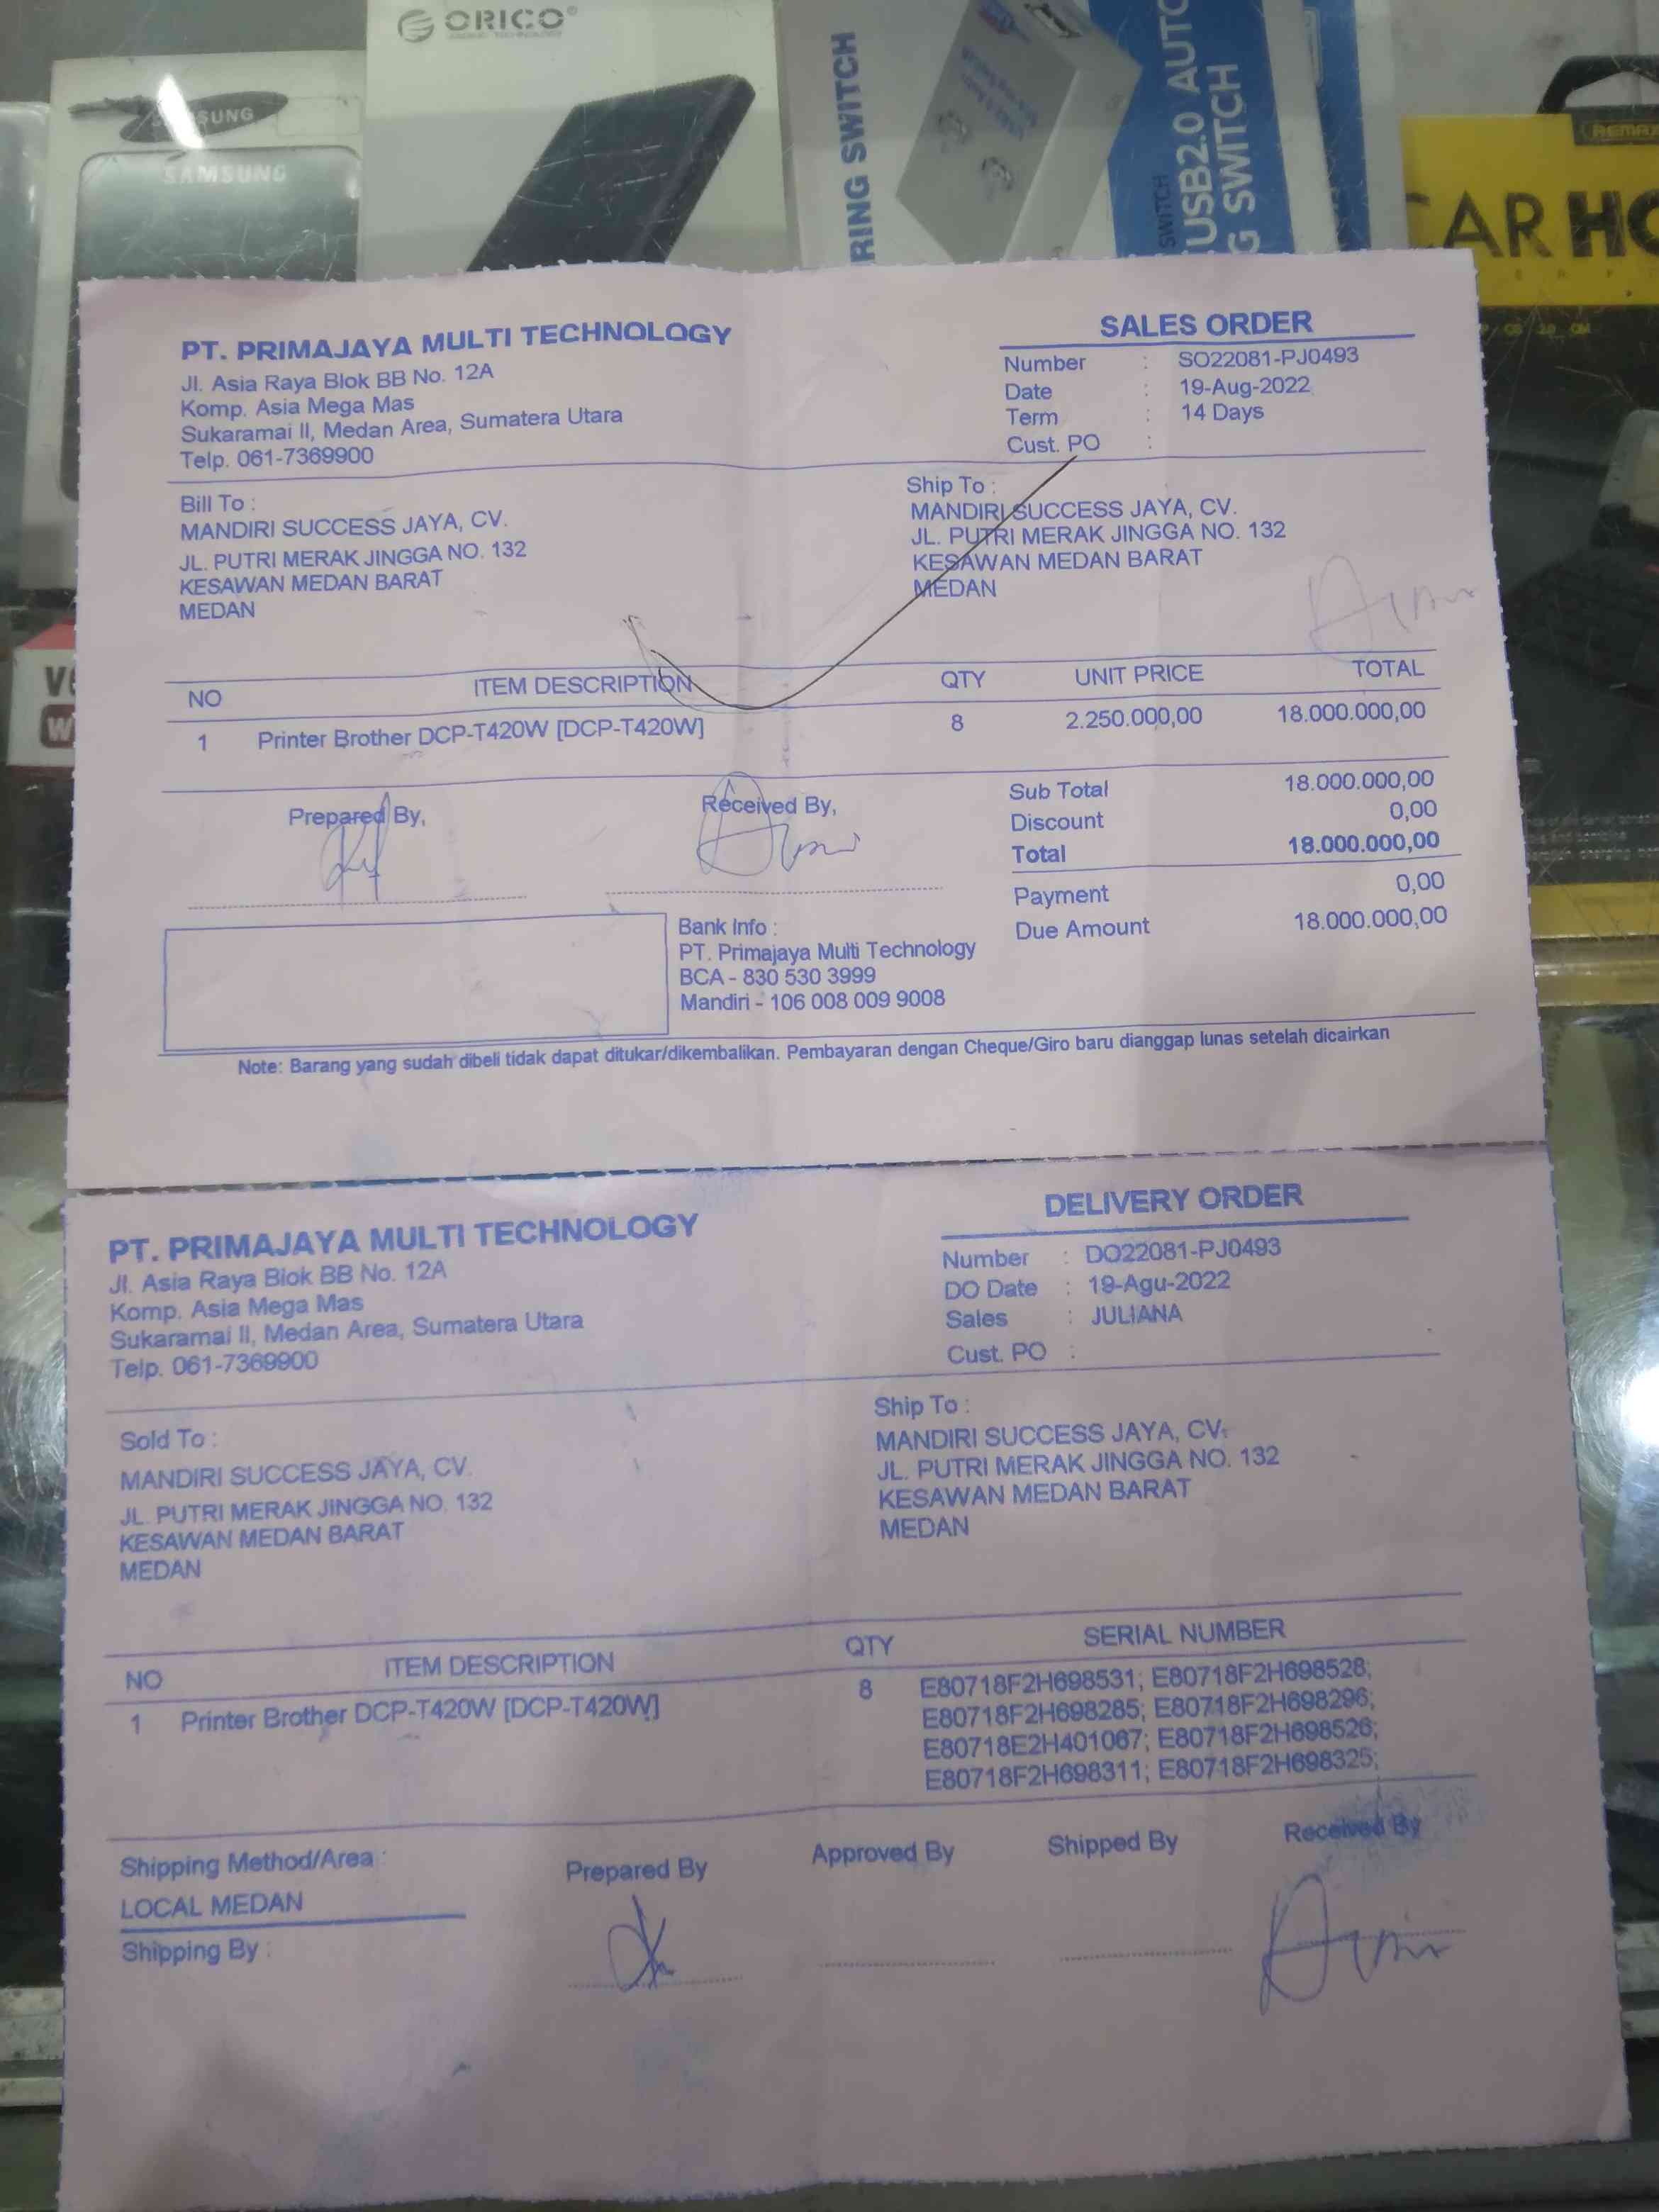 ORICO
SAMSUNG
SAMSUNG
RING SWITCH
SWITCH
USB2.0 AUTO
G SWITCH
REMAX
CAR HO
PT. PRIMAJAYA MULTI TECHNOLOGY
Jl. Asia Raya Blok BB No. 12A
Komp. Asia Mega Mas
Sukaramai II, Medan Area, Sumatera Utara
Telp. 061-7369900
SALES ORDER
Number : SO22081-PJ0493
Date : 19-Aug-2022
Term : 14 Days
Cust. PO :
Bill To :
MANDIRI SUCCESS JAYA, CV.
JL. PUTRI MERAK JINGGA NO. 132
KESAWAN MEDAN BARAT
MEDAN
Ship To :
MANDIRI SUCCESS JAYA, CV.
JL. PUTRI MERAK JINGGA NO. 132
KESAWAN MEDAN BARAT
MEDAN
NO ITEM DESCRIPTION QTY UNIT PRICE TOTAL
1 Printer Brother DCP-T420W [DCP-T420W] 8 2.250.000,00 18.000.000,00
Prepared By, Received By,
Sub Total 18.000.000,00
Discount 0,00
Total 18.000.000,00
Payment 0,00
Due Amount 18.000.000,00
Bank Info :
PT. Primajaya Multi Technology
BCA - 830 530 3999
Mandiri - 106 008 009 9008
Note: Barang yang sudah dibeli tidak dapat ditukar/dikembalikan. Pembayaran dengan Cheque/Giro baru dianggap lunas setelah dicairkan
PT. PRIMAJAYA MULTI TECHNOLOGY
Jl. Asia Raya Blok BB No. 12A
Komp. Asia Mega Mas
Sukaramai II, Medan Area, Sumatera Utara
Telp. 061-7369900
DELIVERY ORDER
Number : DO22081-PJ0493
DO Date : 19-Agu-2022
Sales : JULIANA
Cust. PO :
Sold To :
MANDIRI SUCCESS JAYA, CV.
JL. PUTRI MERAK JINGGA NO. 132
KESAWAN MEDAN BARAT
MEDAN
Ship To :
MANDIRI SUCCESS JAYA, CV.
JL. PUTRI MERAK JINGGA NO. 132
KESAWAN MEDAN BARAT
MEDAN
NO ITEM DESCRIPTION QTY SERIAL NUMBER
1 Printer Brother DCP-T420W [DCP-T420W] 8 E80718F2H698531; E80718F2H698528;
E80718F2H698285; E80718F2H698296;
E80718E2H401067; E80718F2H698526;
E80718F2H698311; E80718F2H698325;
Shipping Method/Area :
LOCAL MEDAN
Shipping By :
Prepared By Approved By Shipped By Received By